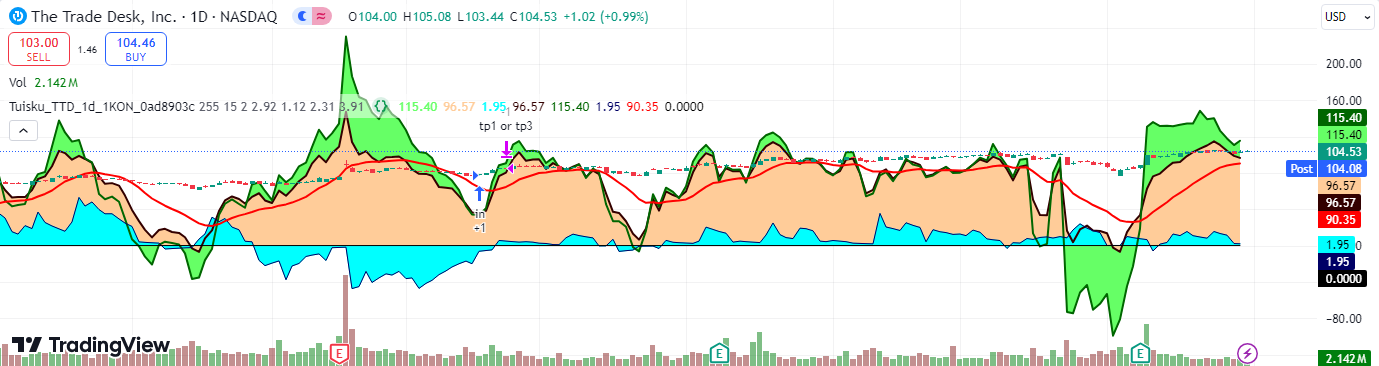 The Trade Desk, Inc. · 1D · NASDAQ O104.00 H105.08 L103.44 C104.53 +1.02 (+0.99%)
USD
103.00 SELL 1.46 104.46 BUY
Vol 2.142 M
Tuisku_TTD_1d_1KON_0ad8903c 255 15 2 2.92 1.12 2.31 3.91 115.40 96.57 1.95 96.57 115.40 1.95 90.35 0.0000
tp1 or tp3
in
+1
200.00
160.00
115.40
115.40
104.53
Post 104.08
96.57
96.57
90.35
1.95
1.95
0.0000
−80.00
2.142 M
E
E
E
TradingView